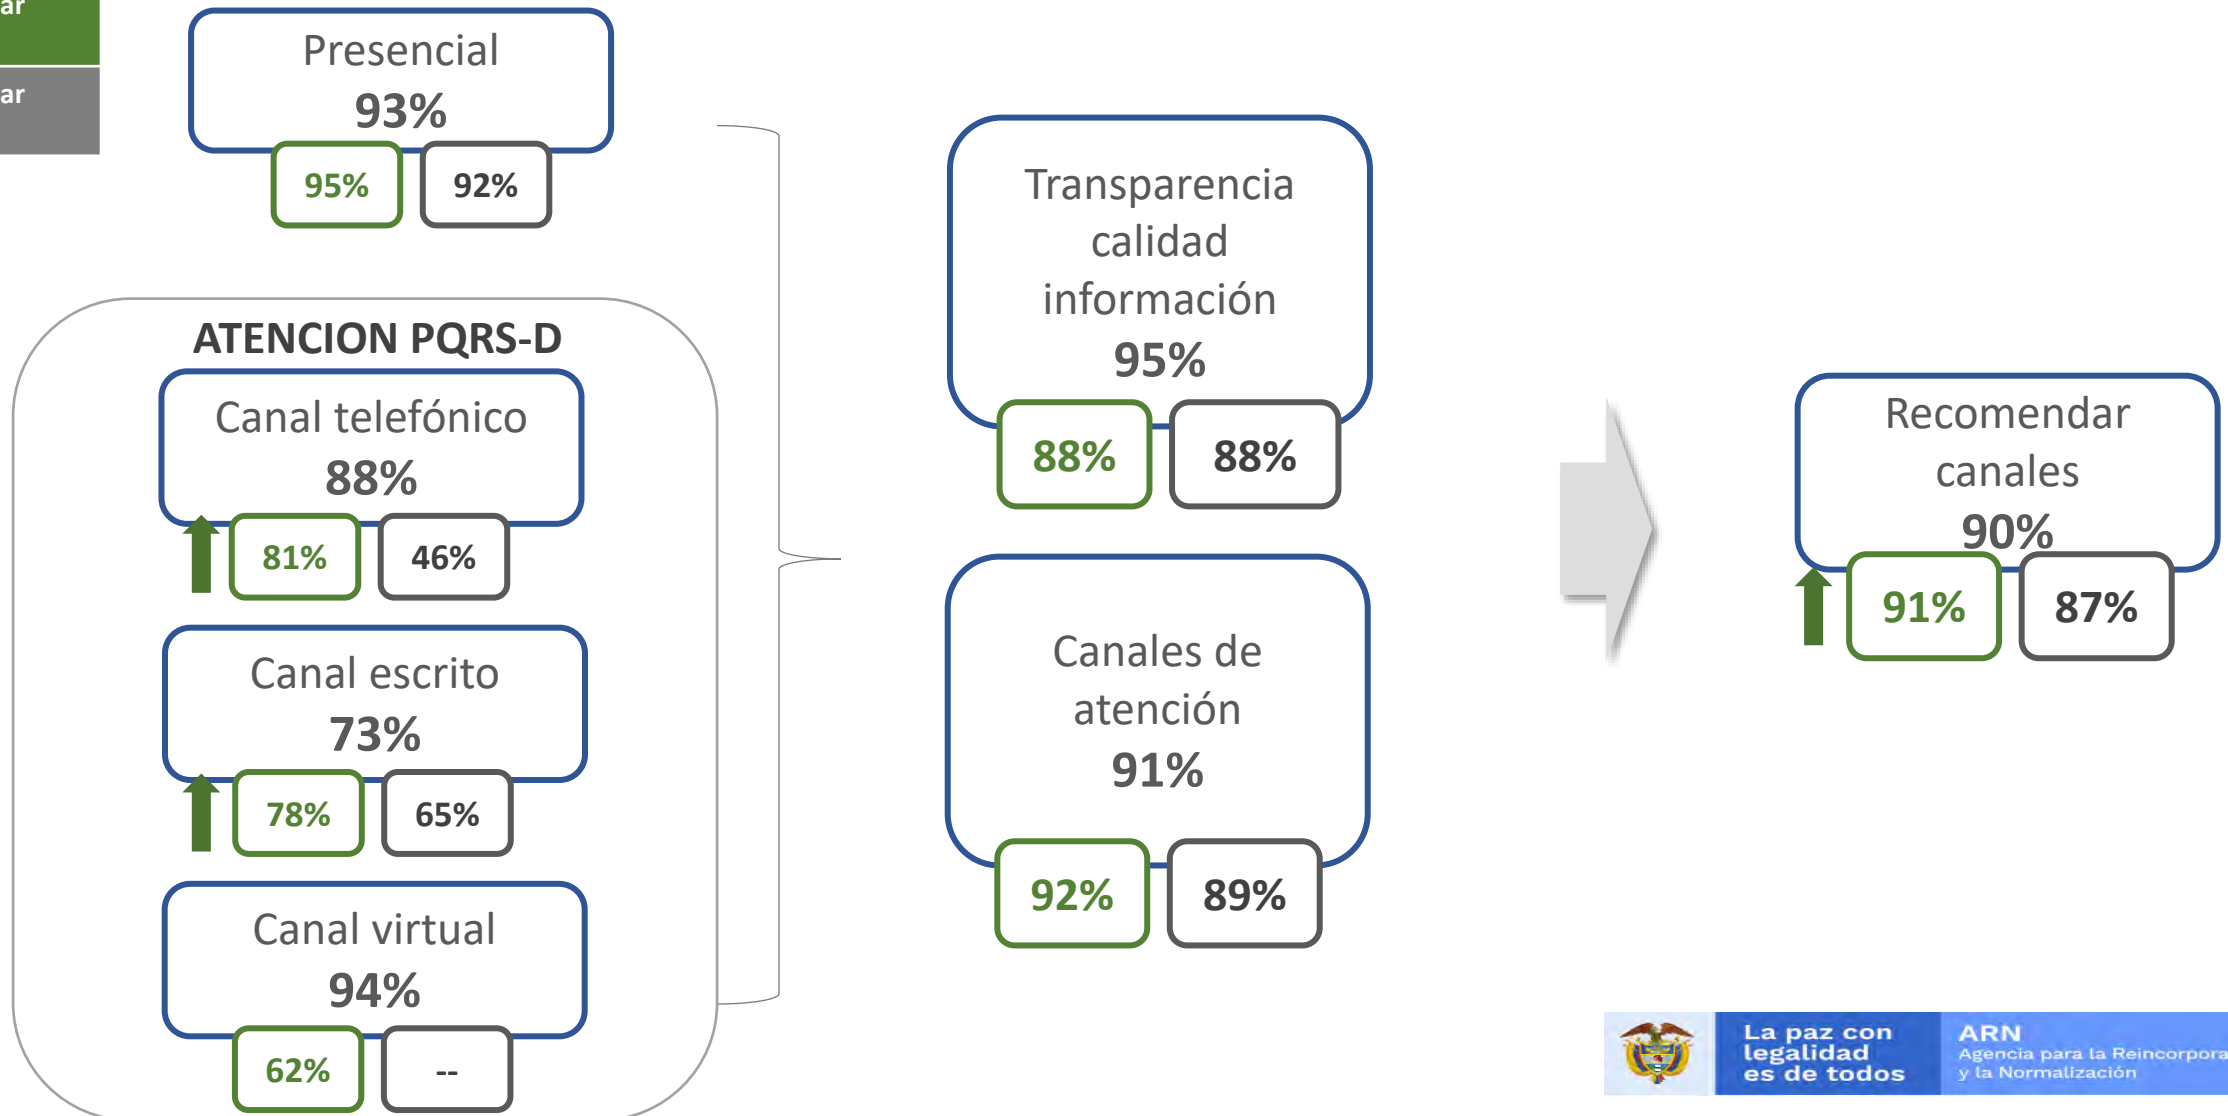 ar
ar
Presencial
93%
95%
92%
ATENCION PQRS-D
Canal telefónico
88%
81%
46%
Canal escrito
73%
78%
65%
Canal virtual
94%
62%
--
Transparencia
calidad
información
95%
88%
88%
Canales de
atención
91%
92%
89%
Recomendar
canales
90%
91%
87%
La paz con
legalidad
es de todos
ARN
Agencia para la Reincorpora
y la Normalización